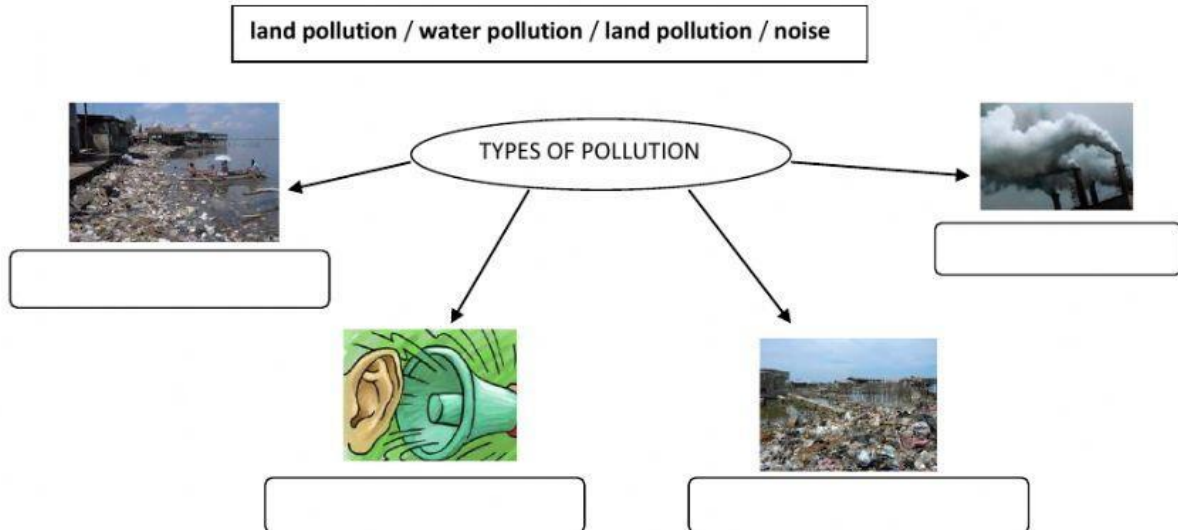 land pollution / water pollution / land pollution / noise
TYPES OF POLLUTION